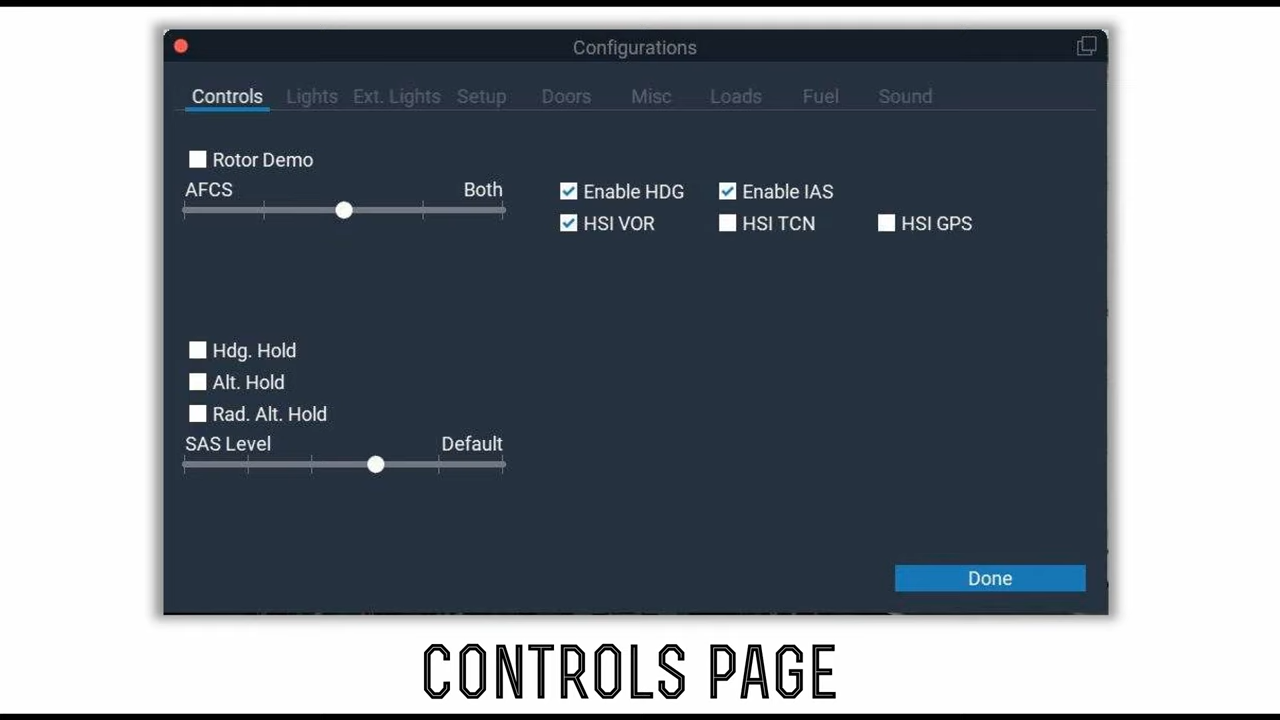 Configurations
Controls Lights Ext. Lights Setup Doors Misc Loads Fuel Sound
Rotor Demo
AFCS Both
Enable HDG Enable IAS
HSI VOR HSI TCN HSI GPS
Hdg. Hold
Alt. Hold
Rad. Alt. Hold
SAS Level Default
Done
CONTROLS PAGE